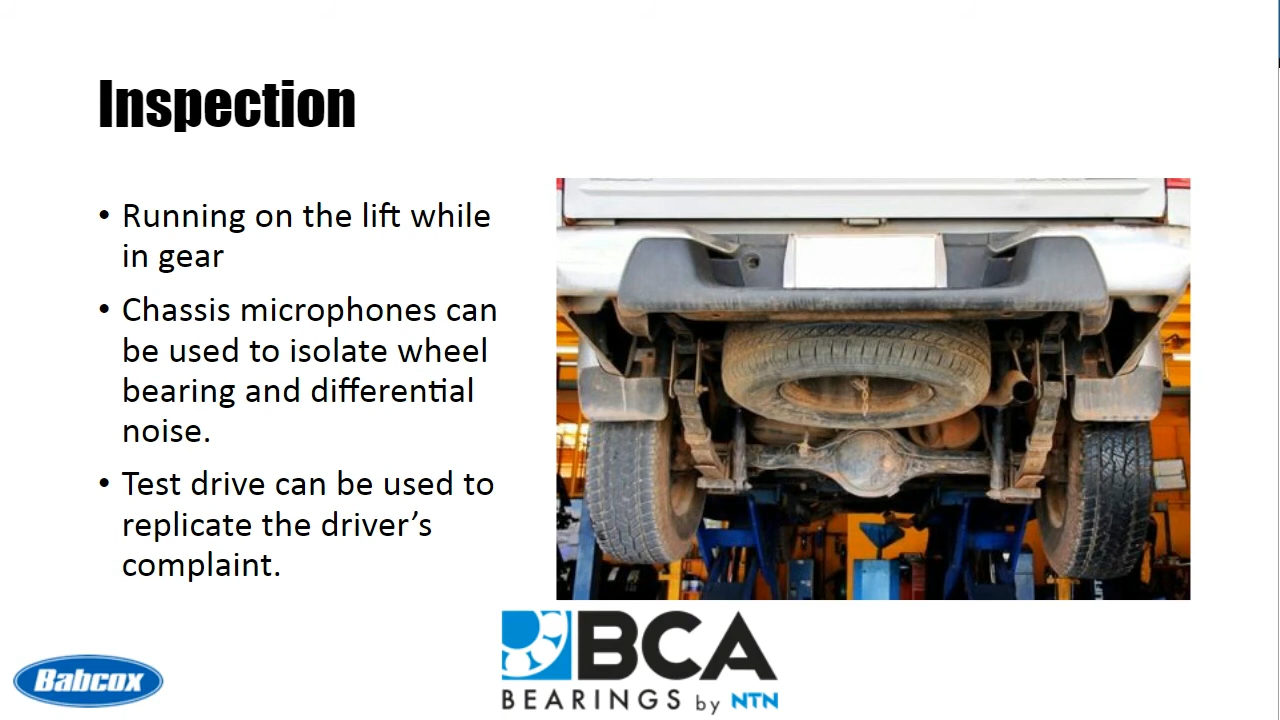 Inspection
• Running on the lift while
in gear
• Chassis microphones can
be used to isolate wheel
bearing and differential
noise.
• Test drive can be used to
replicate the driver’s
complaint.
BCA
BEARINGS by NTN
Babcox